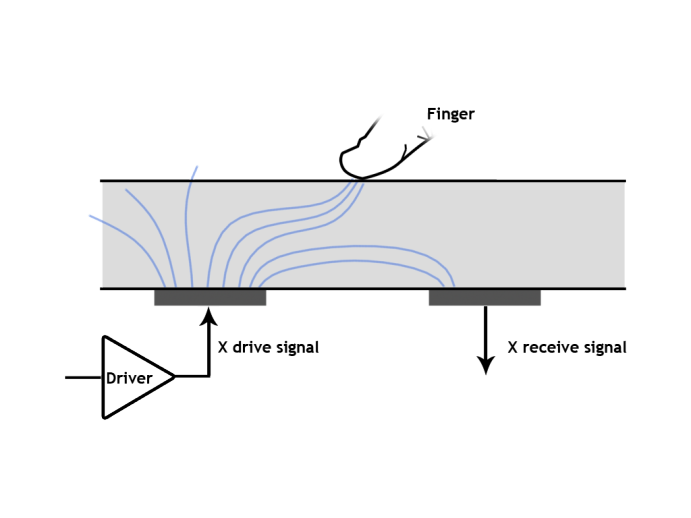 Finger
X drive signal
X receive signal
Driver